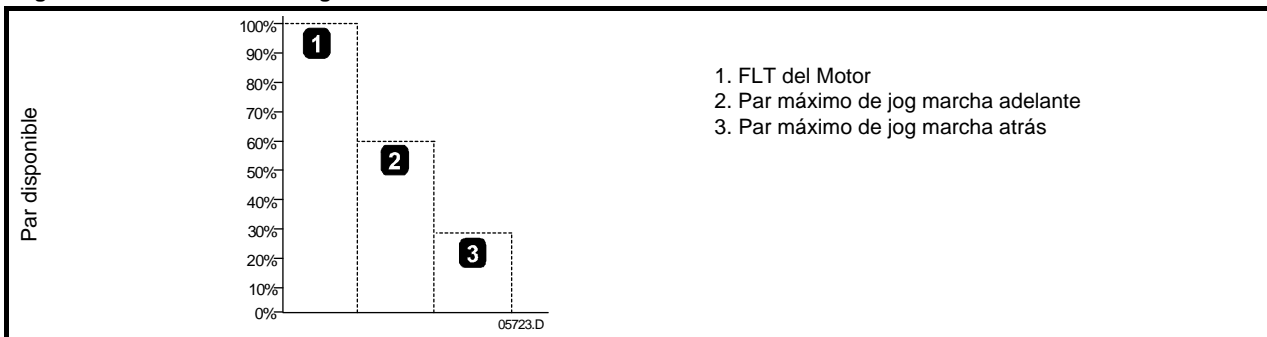 100%
90%
80%
70%
60%
50%
40%
30%
20%
10%
0%
Par disponible
1
2
3
05723.D
1. FLT del Motor
2. Par máximo de jog marcha adelante
3. Par máximo de jog marcha atrás